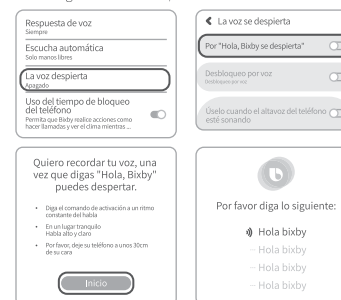 Respuesta de voz
Siempre
Escucha automática
Solo manos libres
La voz despierta
Apagado
Uso del tiempo de bloqueo
del teléfono
Permita que Bixby realice acciones como
hacer llamadas y ver el clima mientras ...
La voz se despierta
Por "Hola, Bixby se despierta"
Desbloqueo por voz
Desbloqueo por voz
Úselo cuando el altavoz del teléfono
esté sonando
Quiero recordar tu voz, una
vez que digas "Hola, Bixby"
puedes despertar.
• Diga el comando de activación a un ritmo
constante del habla
• En un lugar tranquilo
Habla alto y claro
• Por favor, deje su teléfono a unos 30cm
de su cara
Inicio
Por favor diga lo siguiente:
Hola bixby
– Hola bixby
– Hola bixby
– Hola bixby